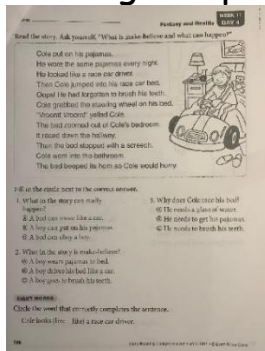 WEEK 11
DAY 4
Fantasy and Reality
Read the story. Ask yourself, "What is make-believe and what can happen?"
Cole put on his pajamas.
He wore the same pajamas every night.
He looked like a race car driver.
Then Cole jumped into his race car bed.
Oops! He had forgotten to brush his teeth!
Cole grabbed the steering wheel on his bed.
"Vroom! Vroom!" yelled Cole.
The bed zoomed out of Cole's bedroom.
It raced down the hallway.
Then the bed stopped with a screech.
Cole went into the bathroom.
The bed beeped its horn so Cole would hurry.
Fill in the circle next to the correct answer.
1. What in the story can really
happen?
A bed can move like a car.
A boy can put on his pajamas.
A bed can obey a boy.
2. What in the story is make-believe?
A boy wears pajamas to bed.
A boy drives his bed like a car.
A boy goes to brush his teeth.
3. Why does Cole race his bed?
He needs a glass of water.
He needs to get his pajamas.
He needs to brush his teeth.
SIGHT WORDS
Circle the word that correctly completes the sentence.
Cole looks (live like) like a race car driver.